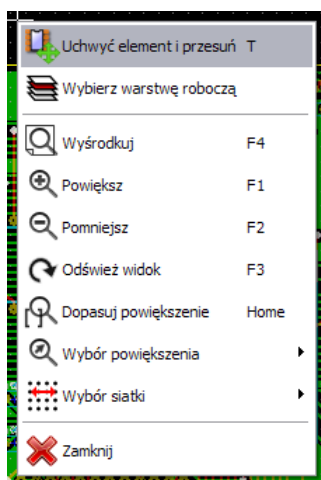 Uchwyć element i przesuń T
Wybierz warstwę roboczą
Wyśrodkuj F4
Powiększ F1
Pomniejsz F2
Odśwież widok F3
Dopasuj powiększenie Home
Wybór powiększenia
Wybór siatki
Zamknij